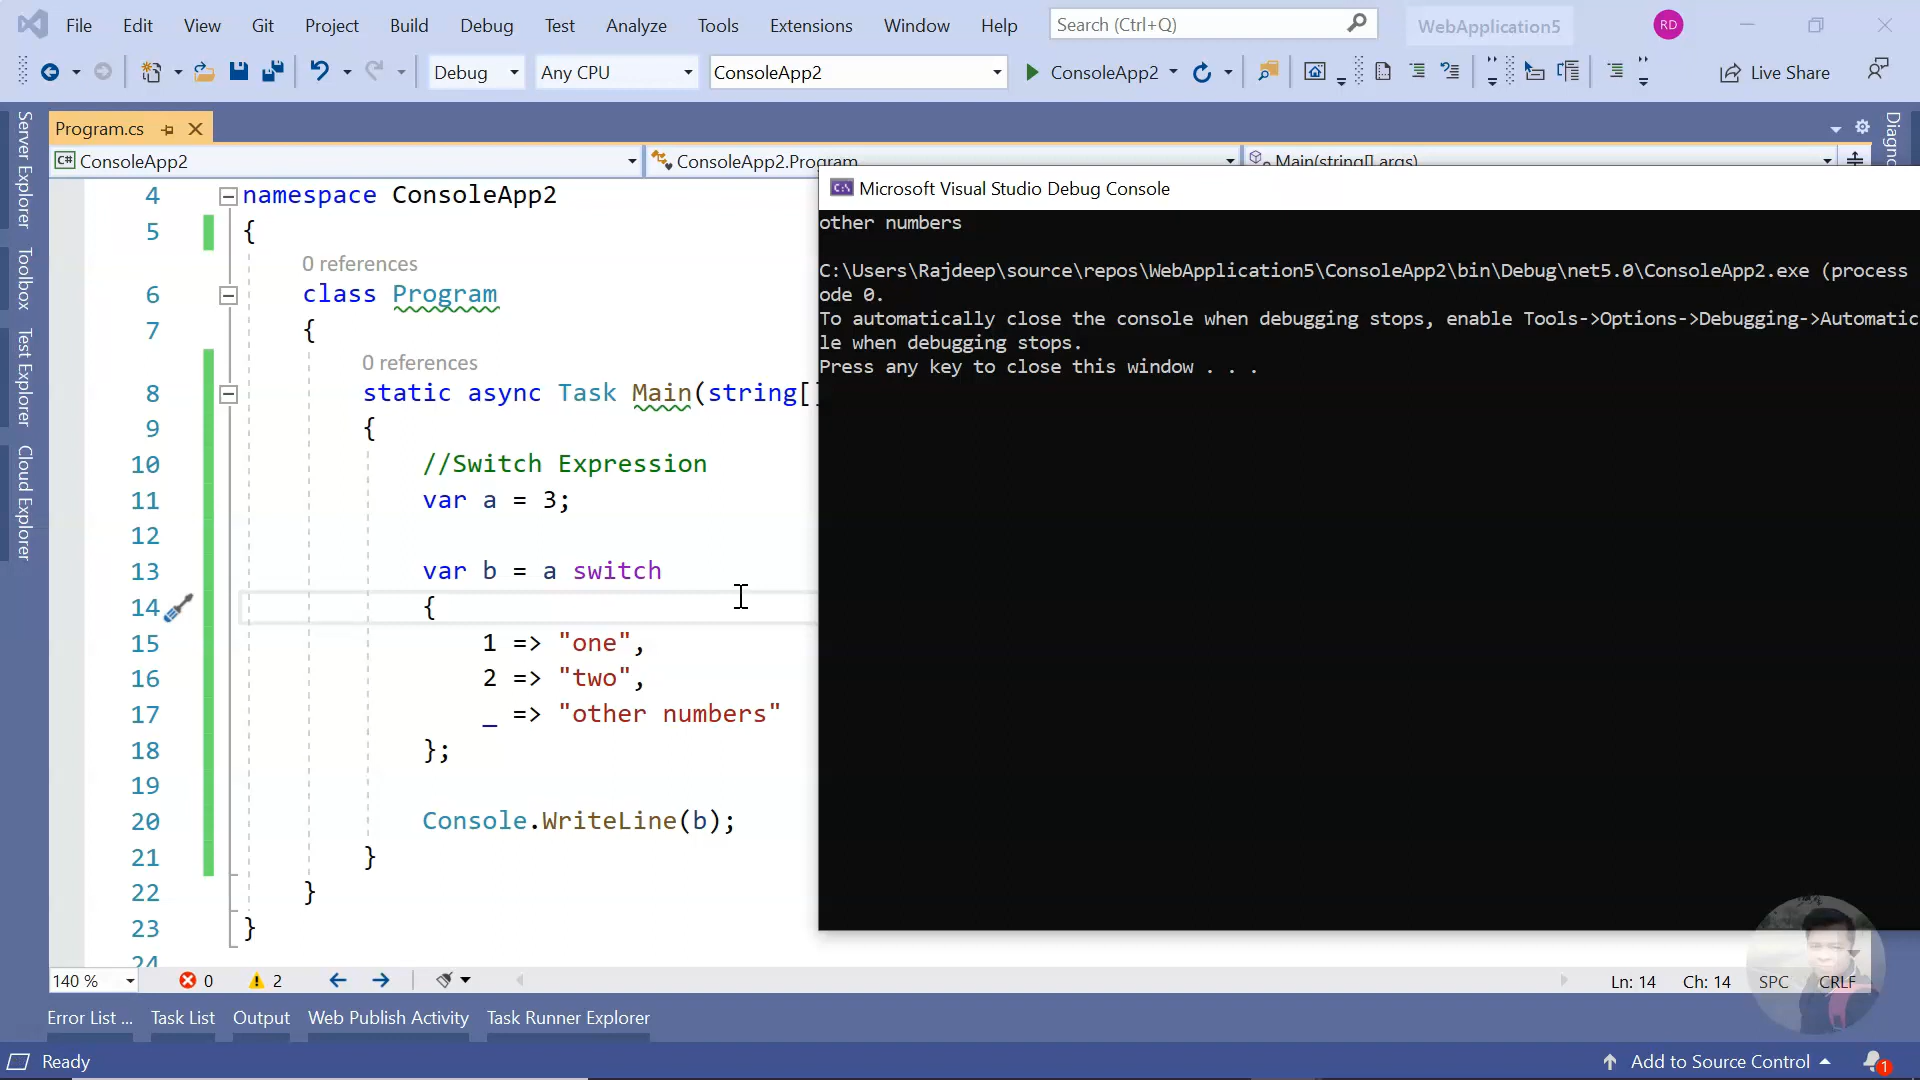 File Edit View Git Project Build Debug Test Analyze Tools Extensions Window Help Search (Ctrl+Q) WebApplication5 RD
Debug Any CPU ConsoleApp2 ConsoleApp2 Live Share
Program.cs
C# ConsoleApp2 ConsoleApp2.Program Main(string[] args)
Server Explorer
Toolbox
Test Explorer
Cloud Explorer
4 namespace ConsoleApp2
5 {
0 references
6 class Program
7 {
0 references
8 static async Task Main(string[]
9 {
10 //Switch Expression
11 var a = 3;
12
13 var b = a switch
14 {
15 1 => "one",
16 2 => "two",
17 _ => "other numbers"
18 };
19
20 Console.WriteLine(b);
21 }
22 }
23 }
24
Microsoft Visual Studio Debug Console
other numbers
C:\Users\Rajdeep\source\repos\WebApplication5\ConsoleApp2\bin\Debug\net5.0\ConsoleApp2.exe (process
ode 0.
To automatically close the console when debugging stops, enable Tools->Options->Debugging->Automatic
le when debugging stops.
Press any key to close this window . . .
140 % 0 2 Ln: 14 Ch: 14 SPC CRLF
Error List ... Task List Output Web Publish Activity Task Runner Explorer
Ready Add to Source Control 1